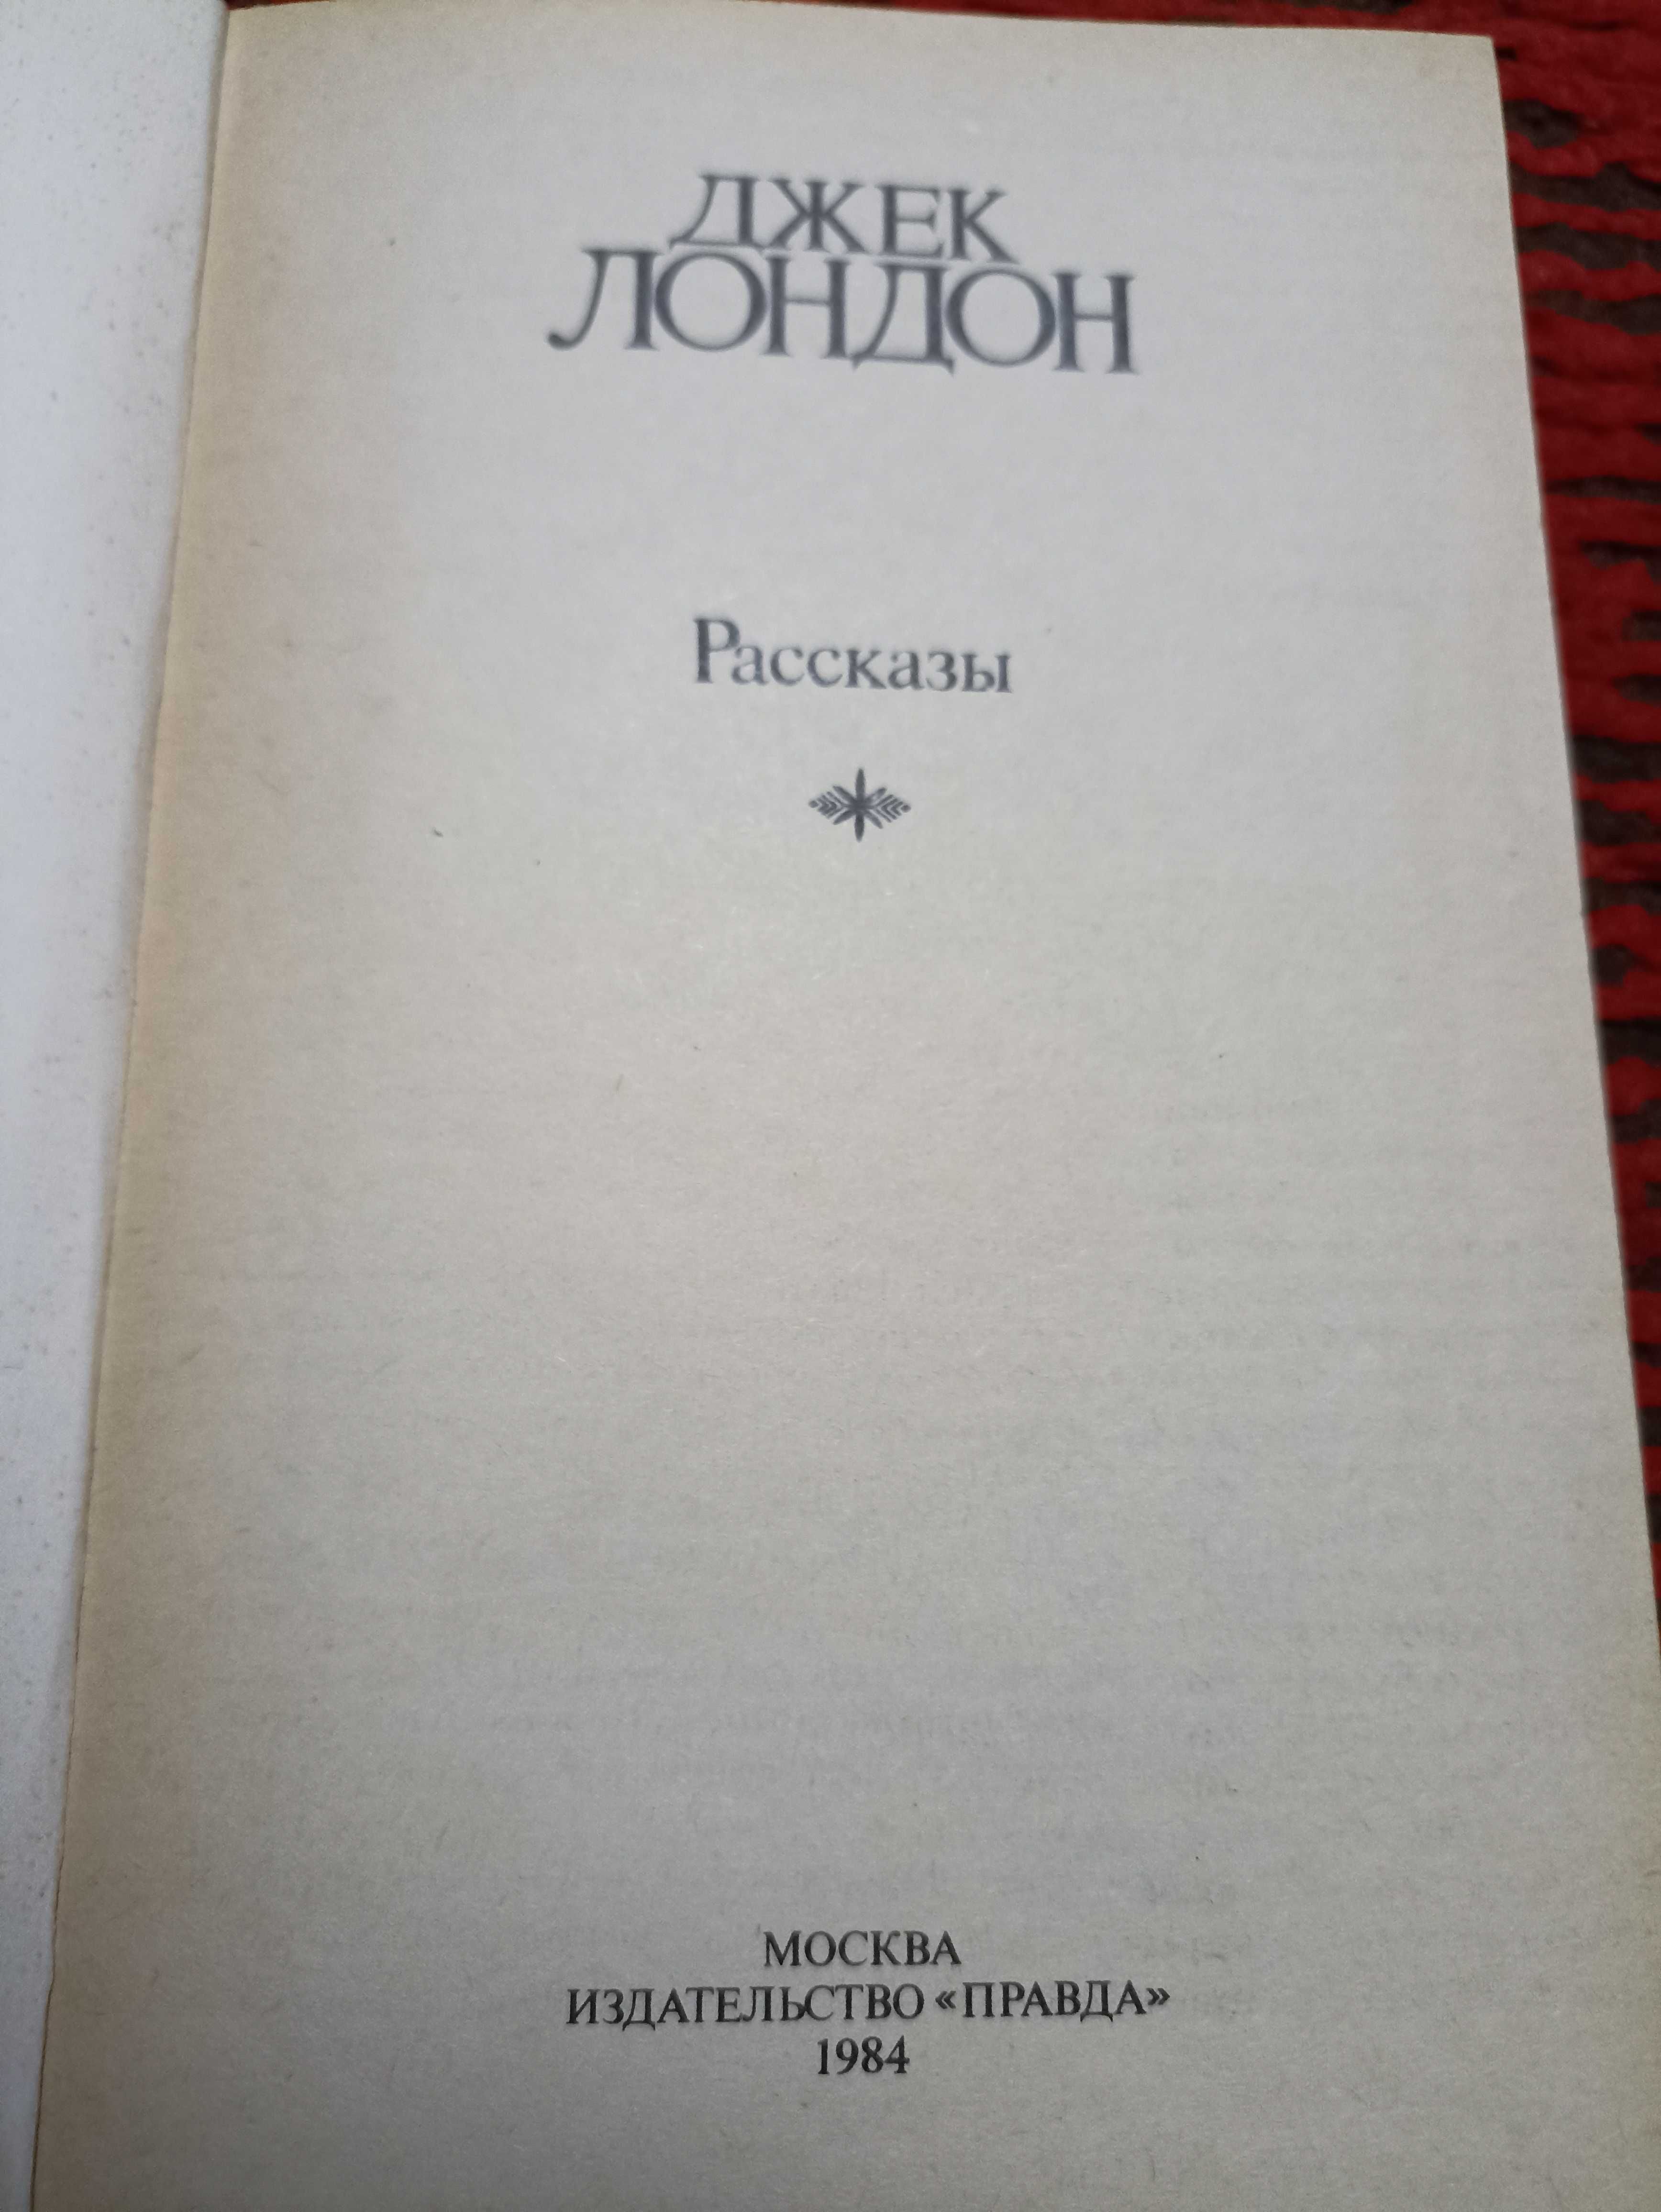 ДЖЕК
ЛОНДОН
Рассказы
МОСКВА
ИЗДАТЕЛЬСТВО «ПРАВДА»
1984